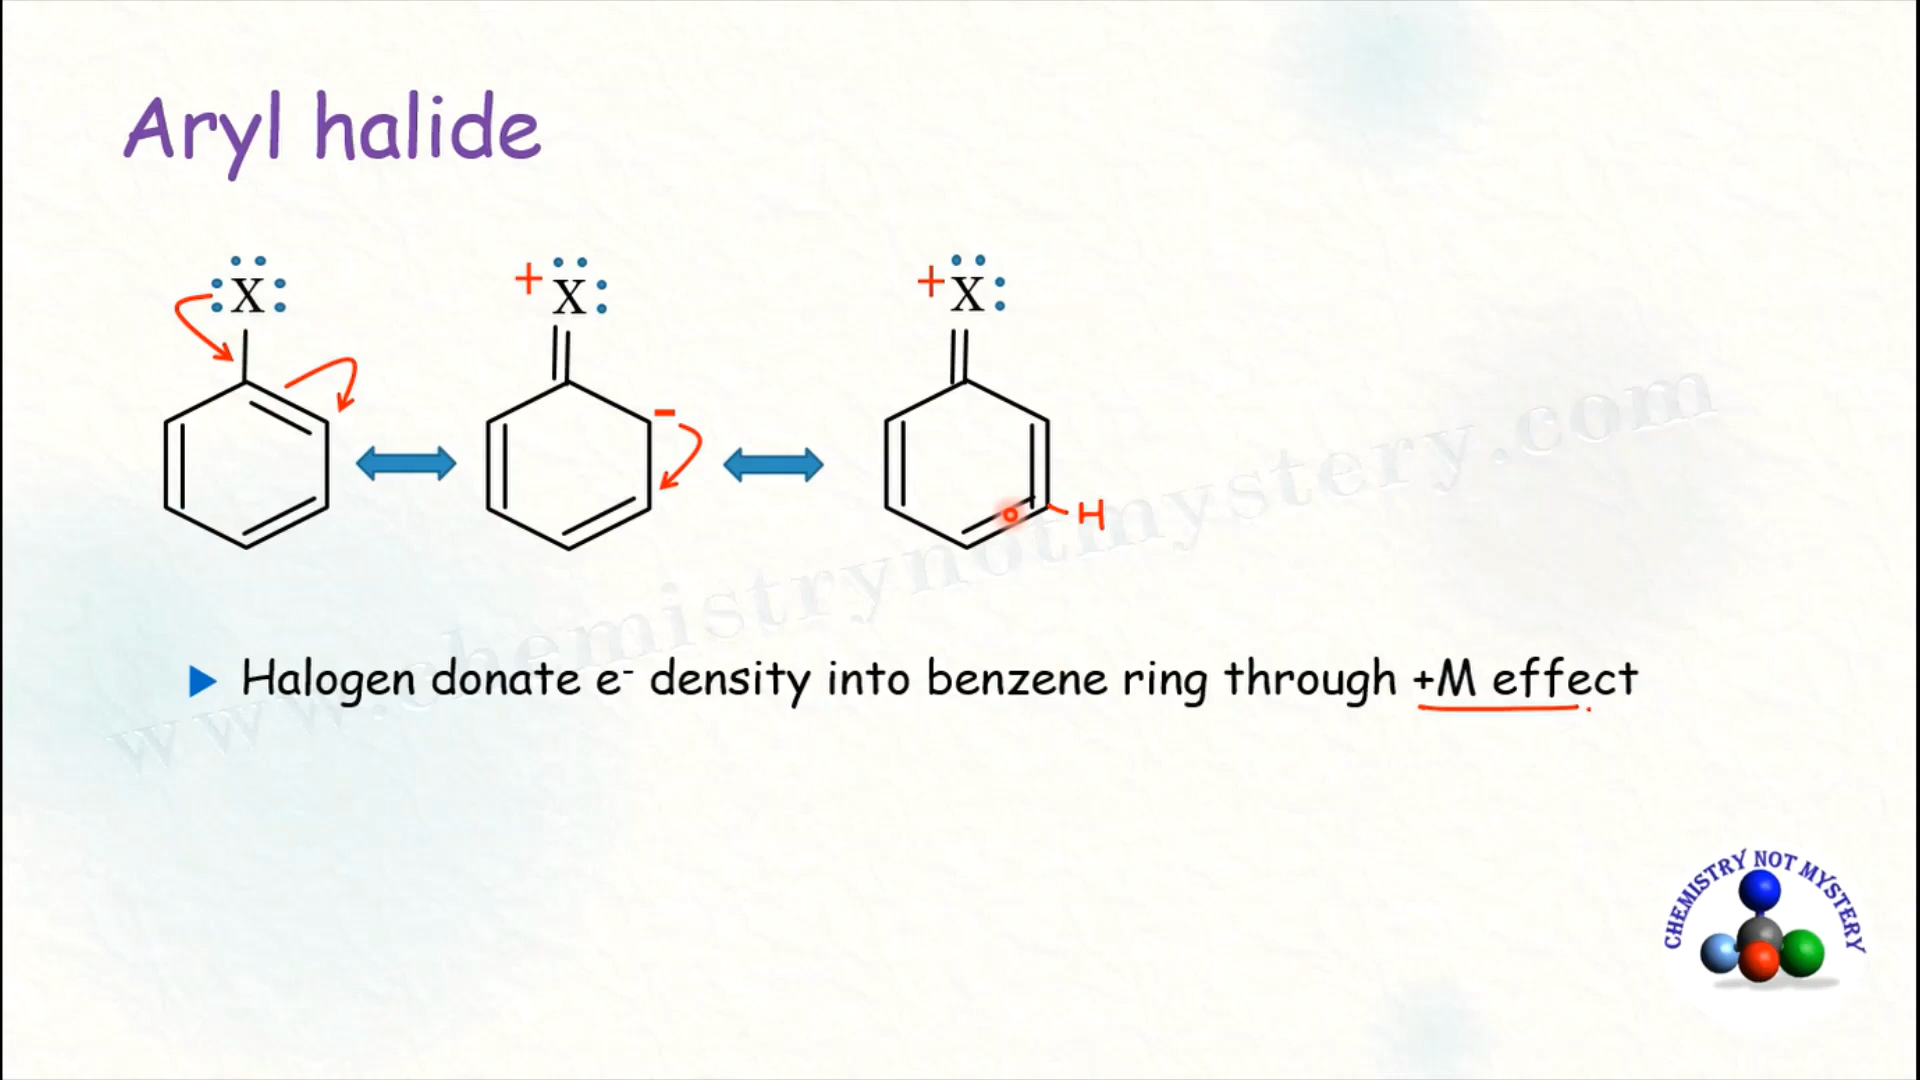 Aryl halide
X
+ X
+ X
-
H
Halogen donate e⁻ density into benzene ring through +M effect
www.chemistrynotmystery.com
CHEMISTRY NOT MYSTERY